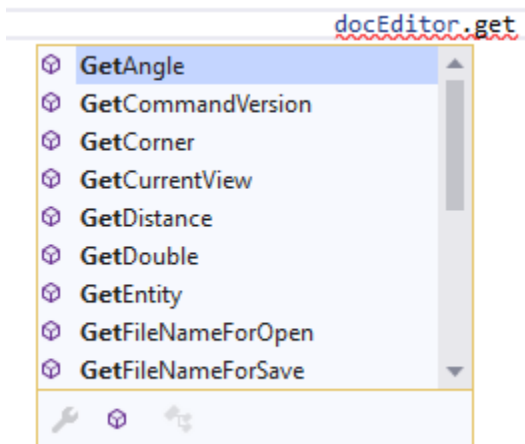 docEditor.get
GetAngle
GetCommandVersion
GetCorner
GetCurrentView
GetDistance
GetDouble
GetEntity
GetFileNameForOpen
GetFileNameForSave